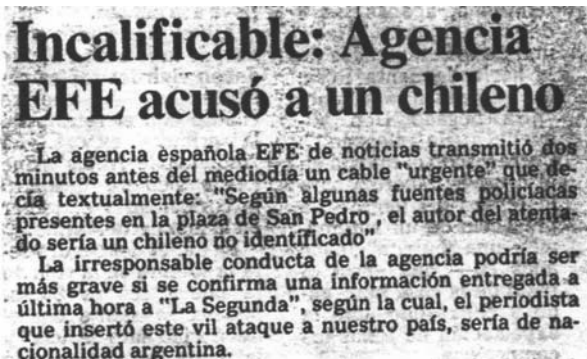 Incalificable: Agencia
EFE acusó a un chileno
La agencia española EFE de noticias transmitió dos
minutos antes del mediodía un cable "urgente" que de-
cía textualmente: "Según algunas fuentes policíacas
presentes en la plaza de San Pedro , el autor del atenta-
do sería un chileno no identificado"
La irresponsable conducta de la agencia podría ser
más grave si se confirma una información entregada a
última hora a "La Segunda", según la cual, el periodista
que insertó este vil ataque a nuestro país, sería de na-
cionalidad argentina.